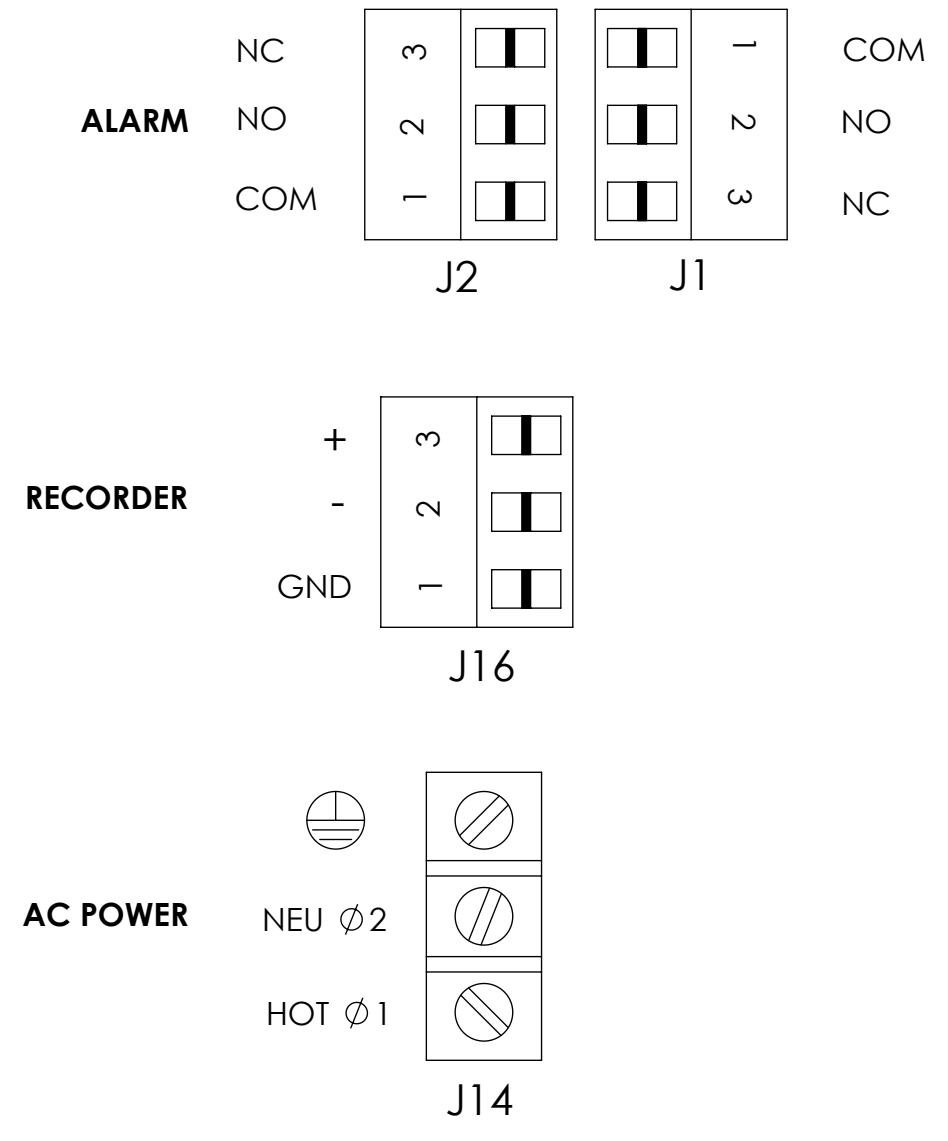 NC 3 1 COM
ALARM NO 2 2 NO
COM 1 3 NC
J2 J1
+ 3
RECORDER - 2
GND 1
J16
AC POWER NEU ∅2
HOT ∅1
J14